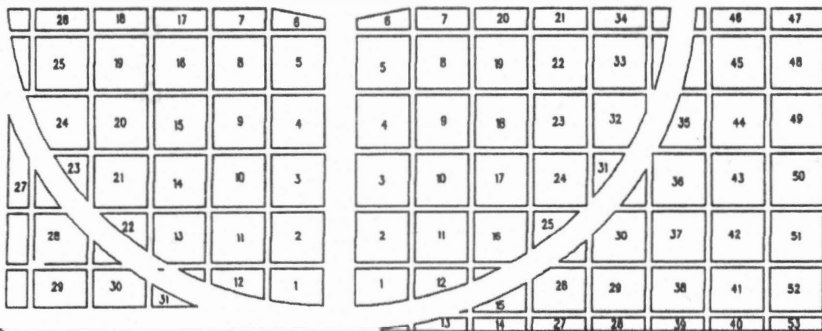 26 18 17 7 6 6 7 20 21 34 46 47
25 19 16 8 5 5 8 19 22 33 45 48
24 20 15 9 4 4 9 18 23 32 35 44 49
27 23 21 14 10 3 3 10 17 24 31 36 43 50
28 22 13 11 2 2 11 16 25 30 37 42 51
29 30 31 12 1 1 12 15 26 29 38 41 52
13 14 27 28 39 40 53